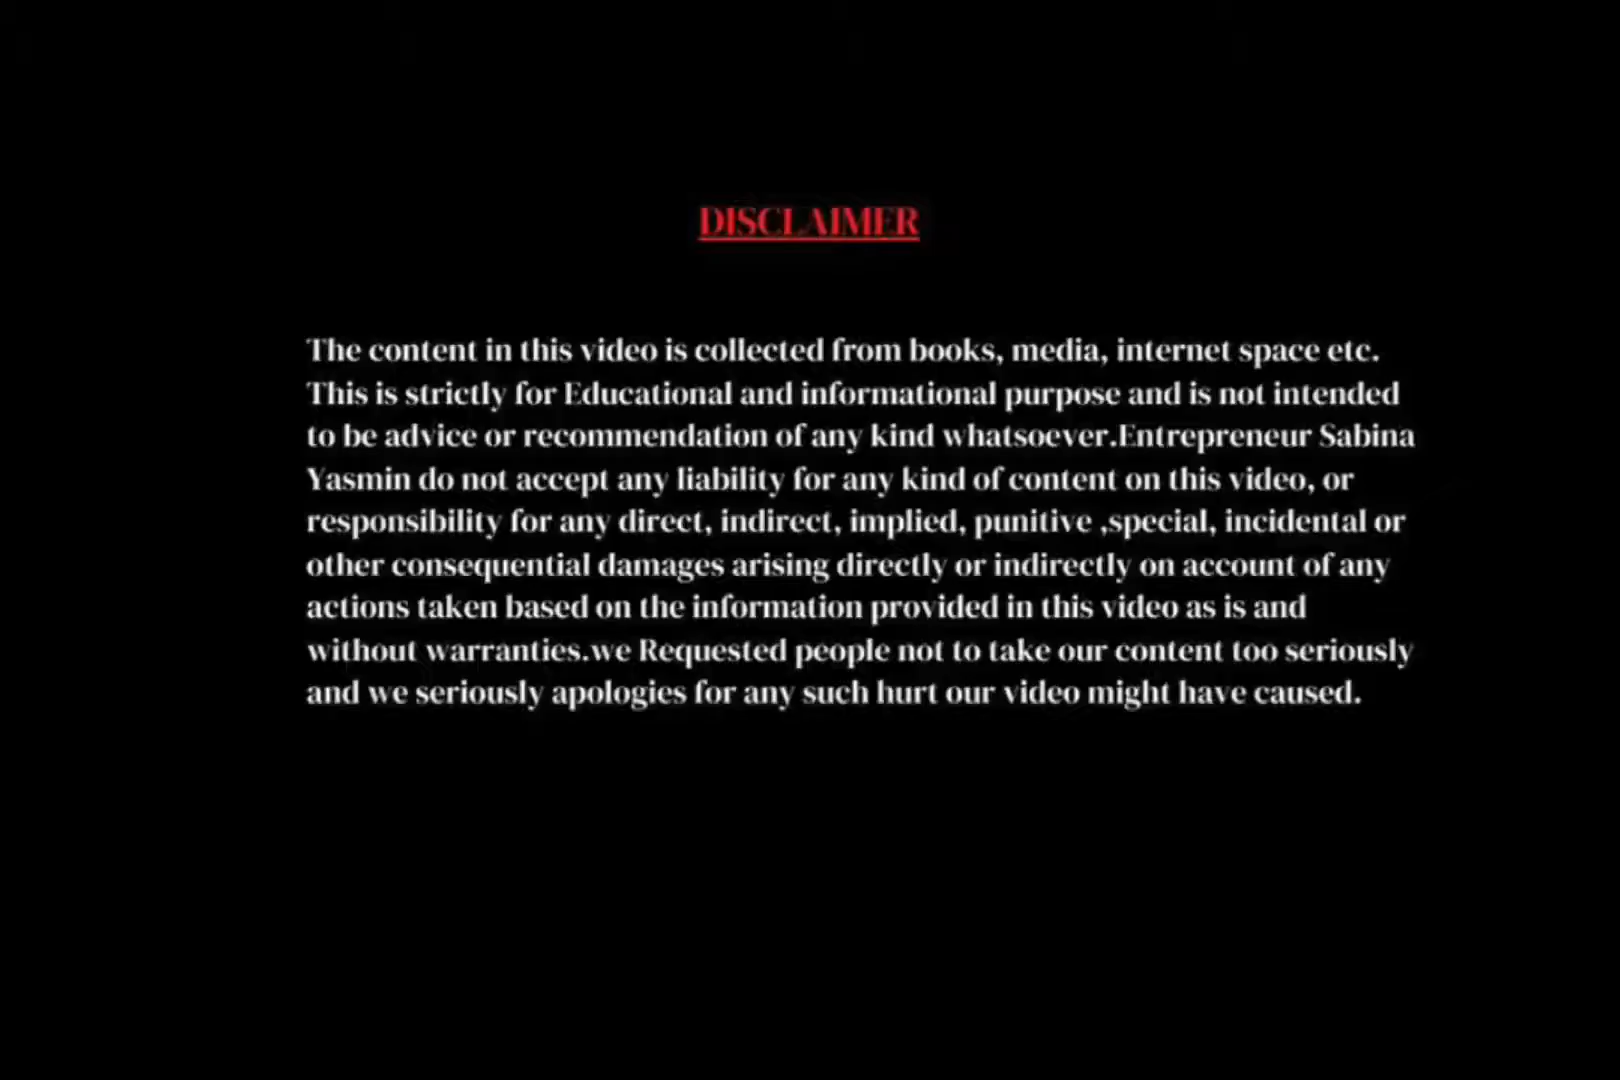 DISCLAIMER
The content in this video is collected from books, media, internet space etc.
This is strictly for Educational and informational purpose and is not intended
to be advice or recommendation of any kind whatsoever.Entrepreneur Sabina
Yasmin do not accept any liability for any kind of content on this video, or
responsibility for any direct, indirect, implied, punitive ,special, incidental or
other consequential damages arising directly or indirectly on account of any
actions taken based on the information provided in this video as is and
without warranties.we Requested people not to take our content too seriously
and we seriously apologies for any such hurt our video might have caused.